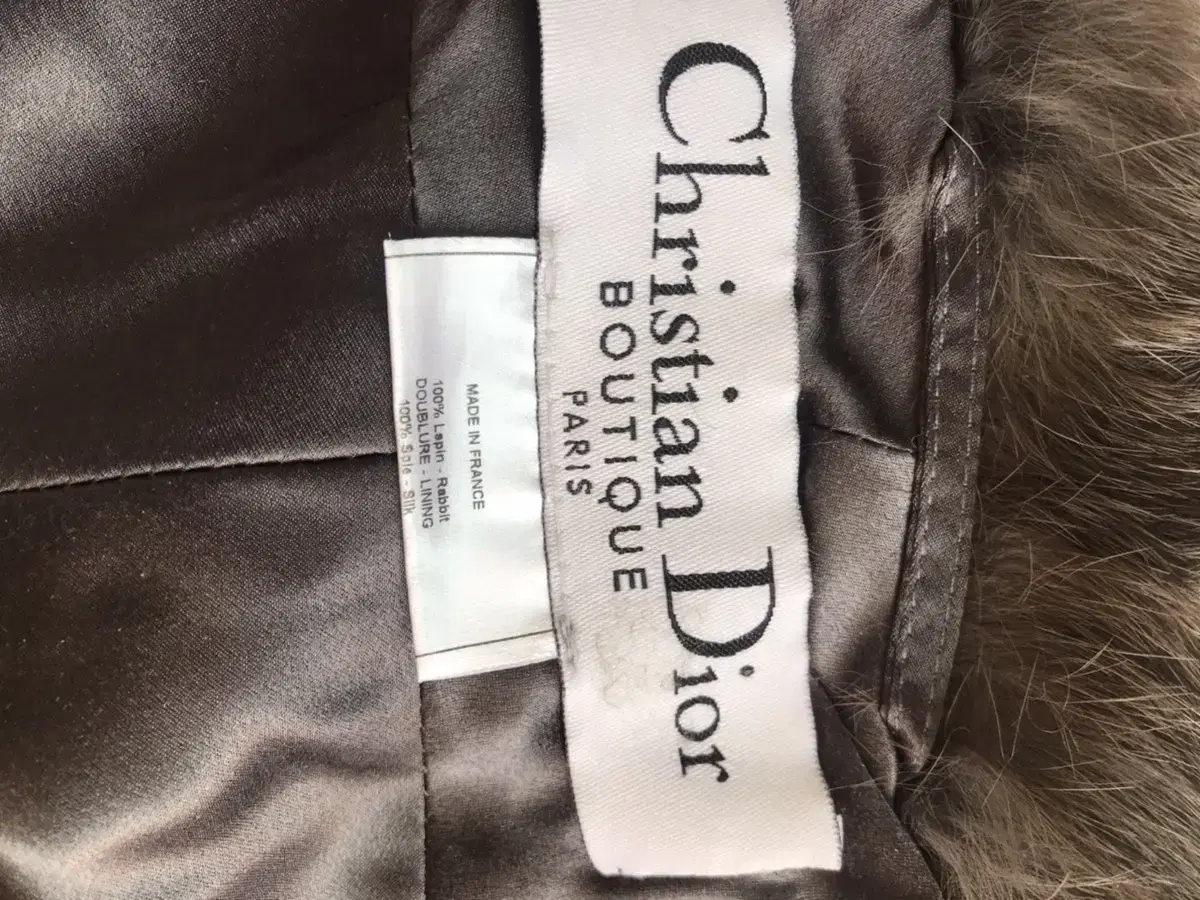 Christian Dior
BOUTIQUE
PARIS
MADE IN FRANCE
100% Lapin - Rabbit
DOUBLURE - LINING
100% Soie - Silk